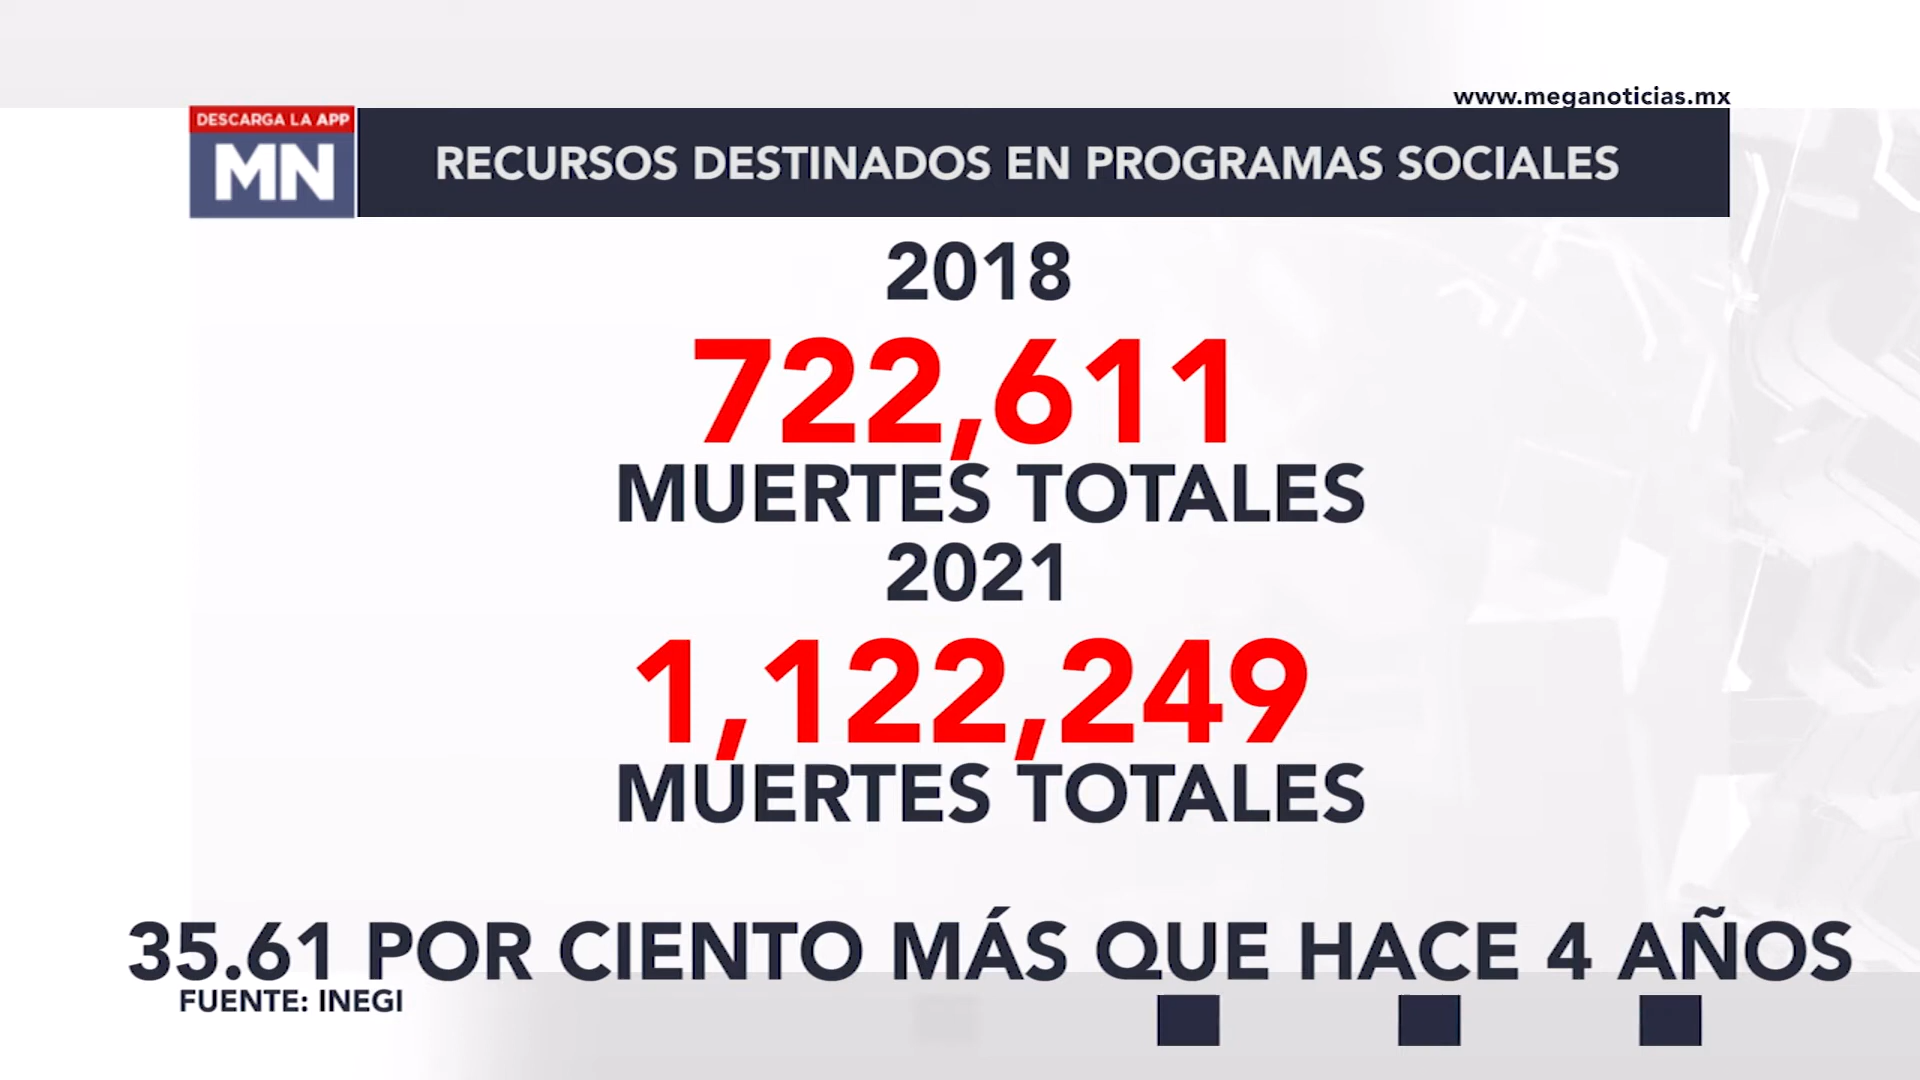 www.meganoticias.mx
DESCARGA LA APP
MN
RECURSOS DESTINADOS EN PROGRAMAS SOCIALES
2018
722,611
MUERTES TOTALES
2021
1,122,249
MUERTES TOTALES
35.61 POR CIENTO MÁS QUE HACE 4 AÑOS
FUENTE: INEGI